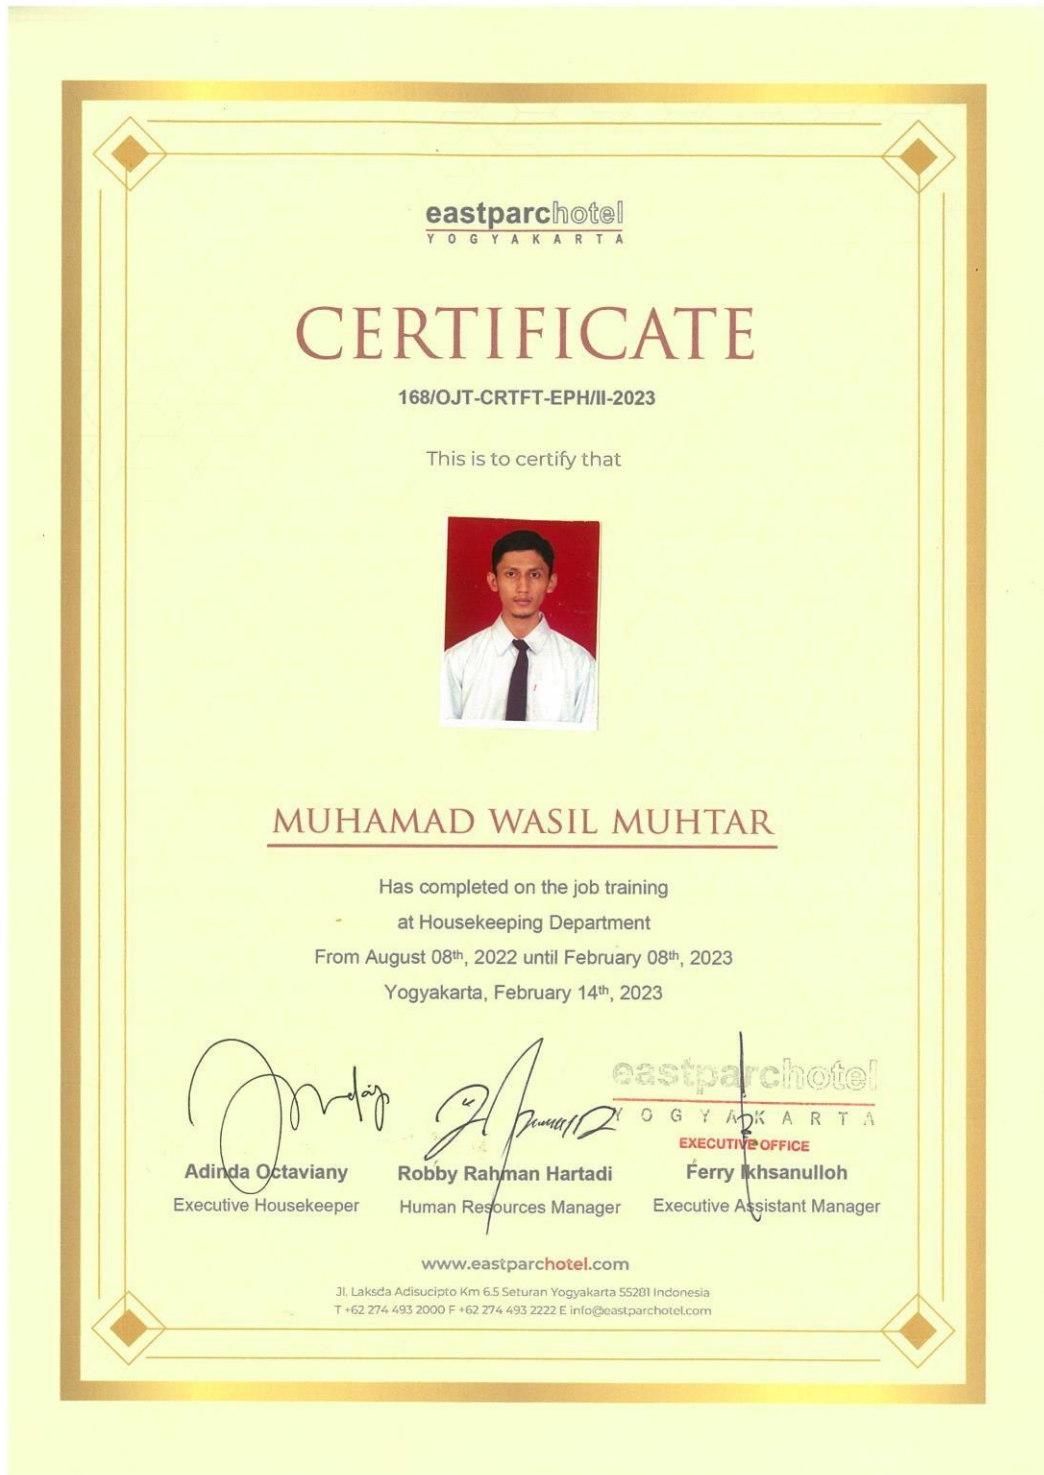 eastparchotel
YOGYAKARTA
CERTIFICATE
168/OJT-CRTFT-EPH/II-2023
This is to certify that
MUHAMAD WASIL MUHTAR
Has completed on the job training
at Housekeeping Department
From August 08th, 2022 until February 08th, 2023
Yogyakarta, February 14th, 2023
eastparchotel
YOGYAKARTA
EXECUTIVE OFFICE
Adinda Octaviany Robby Rahman Hartadi Ferry Ikhsanulloh
Executive Housekeeper Human Resources Manager Executive Assistant Manager
www.eastparchotel.com
Jl. Laksda Adisucipto Km 6.5 Seturan Yogyakarta 55281 Indonesia
T +62 274 493 2000 F +62 274 493 2222 E info@eastparchotel.com